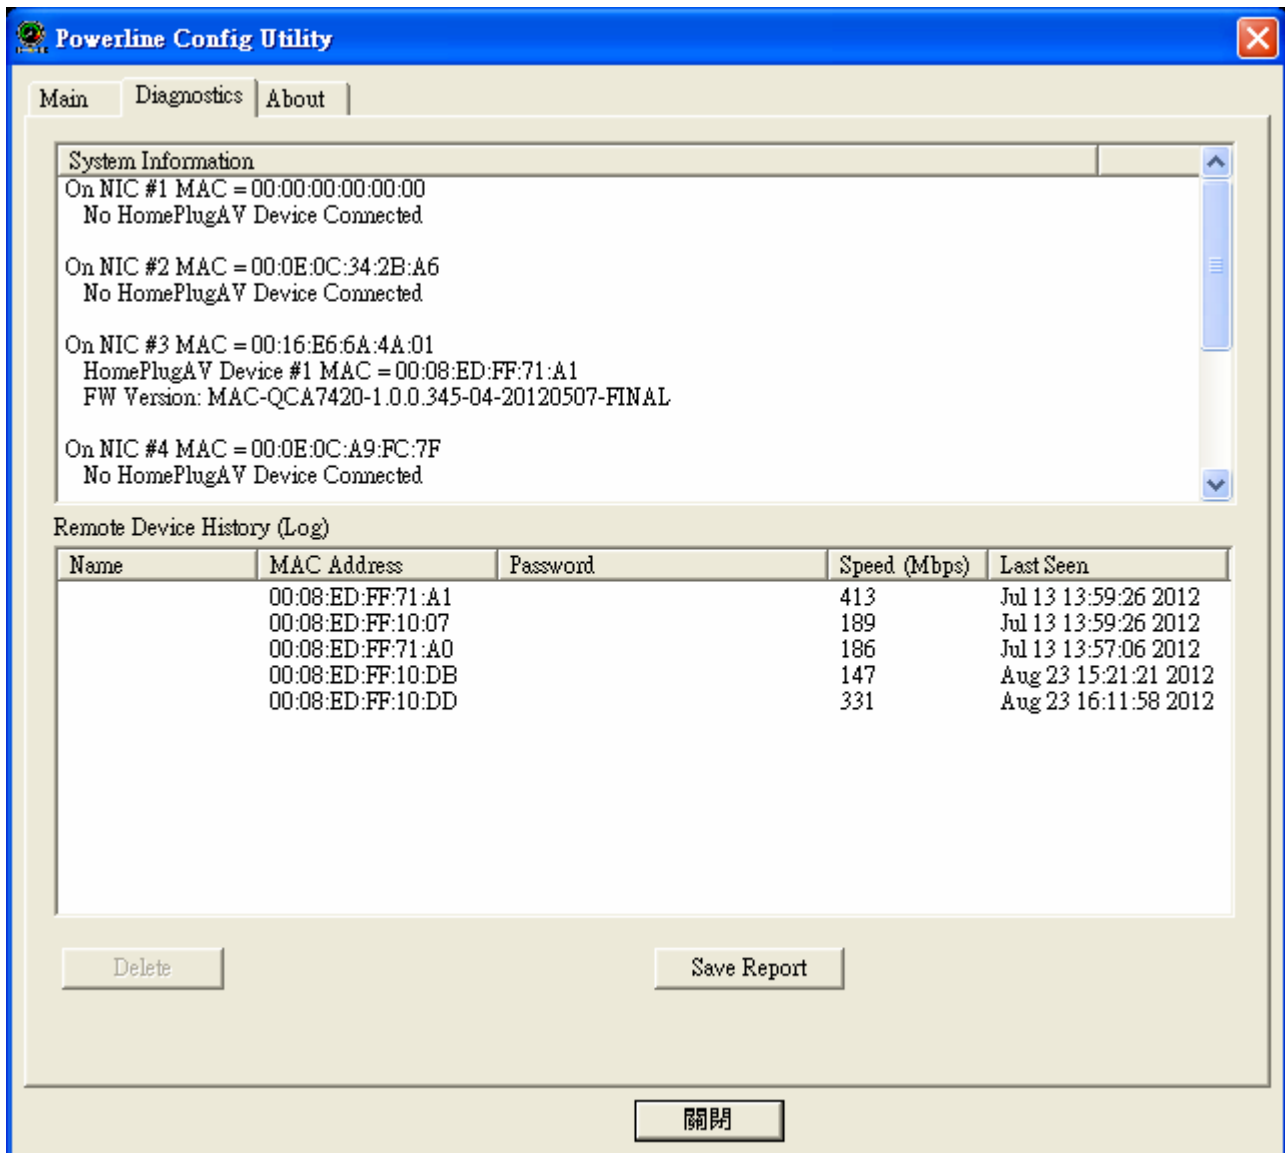 Powerline Config Utility
Main Diagnostics About
System Information
On NIC #1 MAC = 00:00:00:00:00:00
No HomePlugAV Device Connected
On NIC #2 MAC = 00:0E:0C:34:2B:A6
No HomePlugAV Device Connected
On NIC #3 MAC = 00:16:E6:6A:4A:01
HomePlugAV Device #1 MAC = 00:08:ED:FF:71:A1
FW Version: MAC-QCA7420-1.0.0.345-04-20120507-FINAL
On NIC #4 MAC = 00:0E:0C:A9:FC:7F
No HomePlugAV Device Connected
Remote Device History (Log)
Name MAC Address Password Speed (Mbps) Last Seen
00:08:ED:FF:71:A1 413 Jul 13 13:59:26 2012
00:08:ED:FF:10:07 189 Jul 13 13:59:26 2012
00:08:ED:FF:71:A0 186 Jul 13 13:57:06 2012
00:08:ED:FF:10:DB 147 Aug 23 15:21:21 2012
00:08:ED:FF:10:DD 331 Aug 23 16:11:58 2012
Delete Save Report
關閉